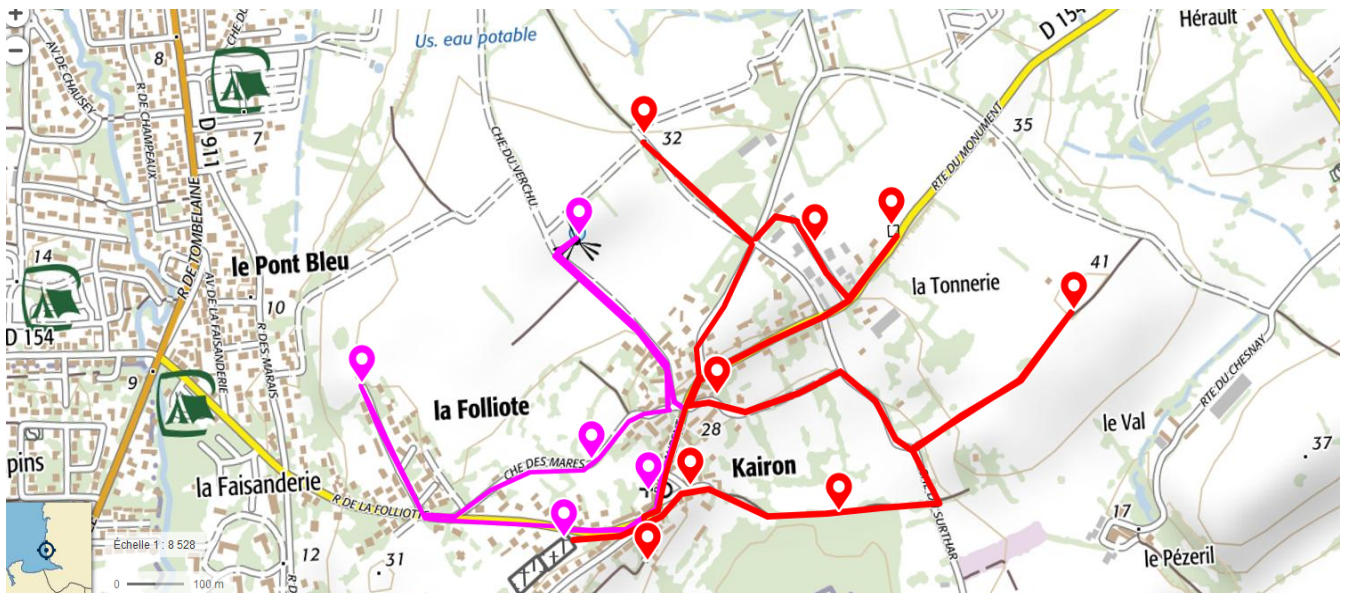 +
−
CHE DU
8
AV. DE CHAUSEY
R. DE CHAMPEAUX
D 911
7
Us. eau potable
CHE DU VERCHU
32
35
D 154
Hérault
RTE DU MONUMENT
14
D 154
le Pont Bleu
10
R. DE TOMBELAINE
AV. DE LA FAISANDERIE
R. DES MARAIS
9
la Tonnerie
41
la Folliote
28
CHE DES MARES
Kairon
le Val
RTE DU CHESNAY
37
pins
la Faisanderie
R. DE LA FOLLIOTE
DU SURTHAR
17
le Pézeril
12
31
Échelle 1 : 8 528
0 100 m